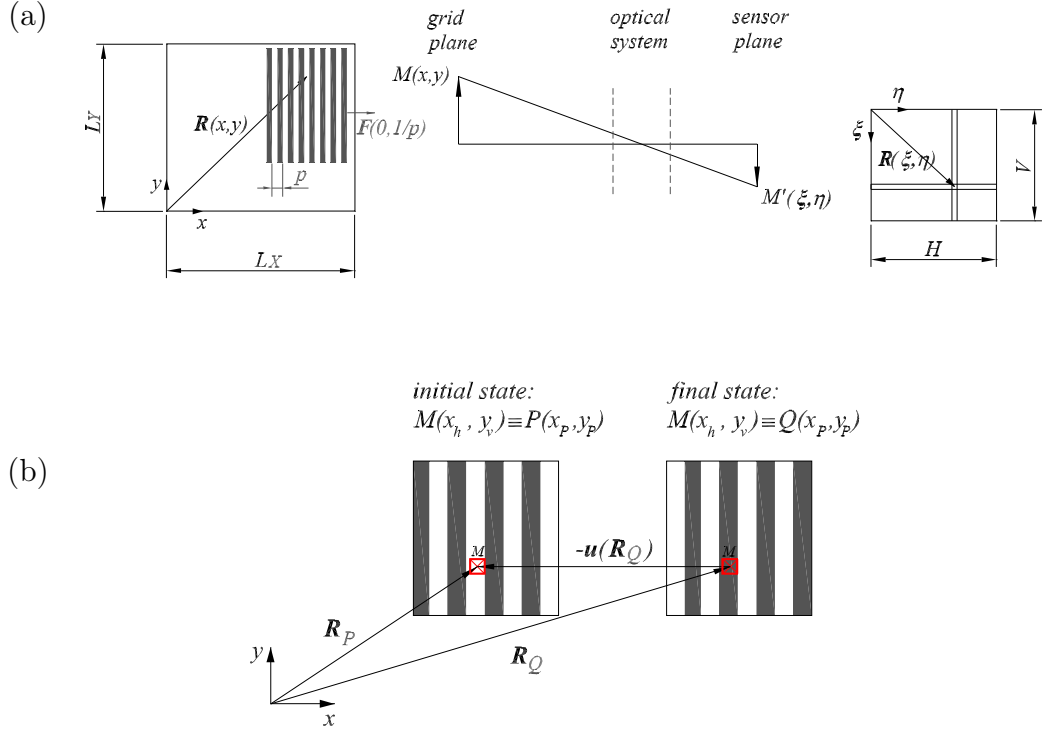 (a)
grid plane
optical system
sensor plane
M(x,y)
LY
R(x,y)
F(0,1/p)
η
ξ
R(ξ,η)
V
y
p
x
M'(ξ,η)
LX
H
initial state:
M(x_h , y_v)≡P(x_P,y_P)
final state:
M(x_h , y_v)≡Q(x_P,y_P)
(b)
M
-u(R_Q)
M
R_P
y
R_Q
x